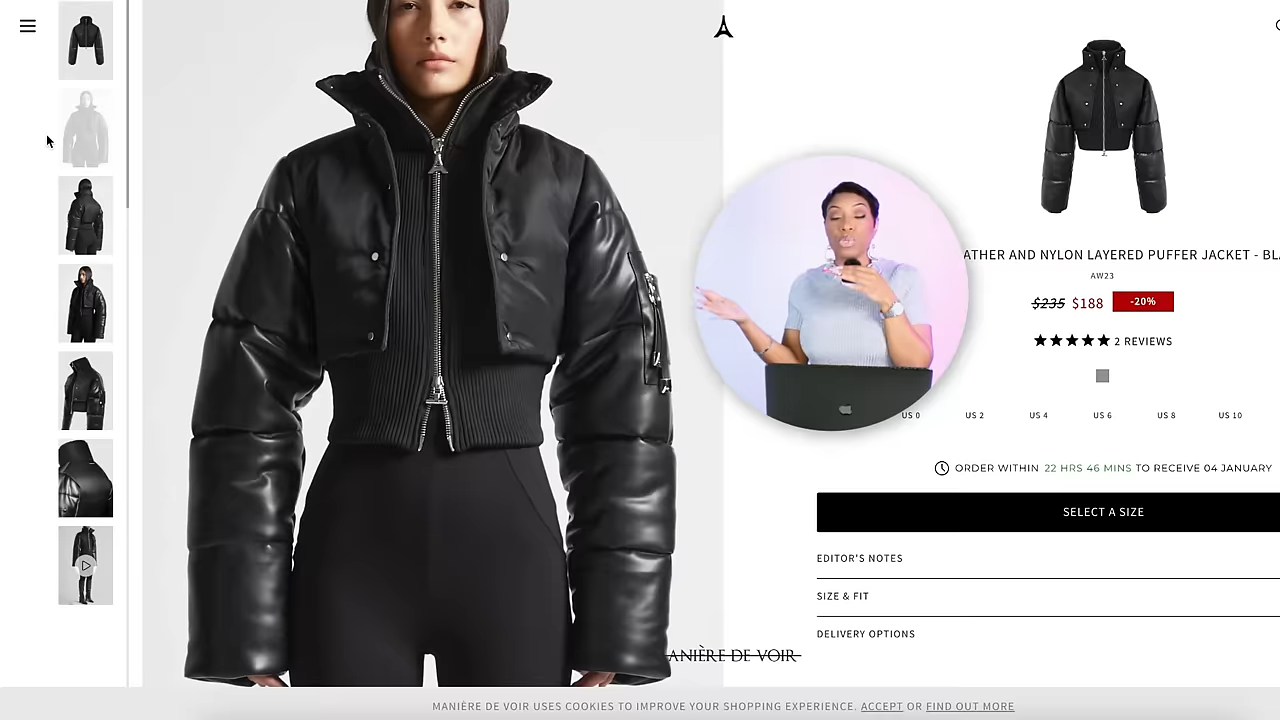 ATHER AND NYLON LAYERED PUFFER JACKET - BL
AW23
$235 $188 -20%
2 REVIEWS
US 0 US 2 US 4 US 6 US 8 US 10
ORDER WITHIN 22 HRS 46 MINS TO RECEIVE 04 JANUARY
SELECT A SIZE
EDITOR'S NOTES
SIZE & FIT
DELIVERY OPTIONS
ANIÈRE DE VOIR
MANIÈRE DE VOIR USES COOKIES TO IMPROVE YOUR SHOPPING EXPERIENCE. ACCEPT OR FIND OUT MORE